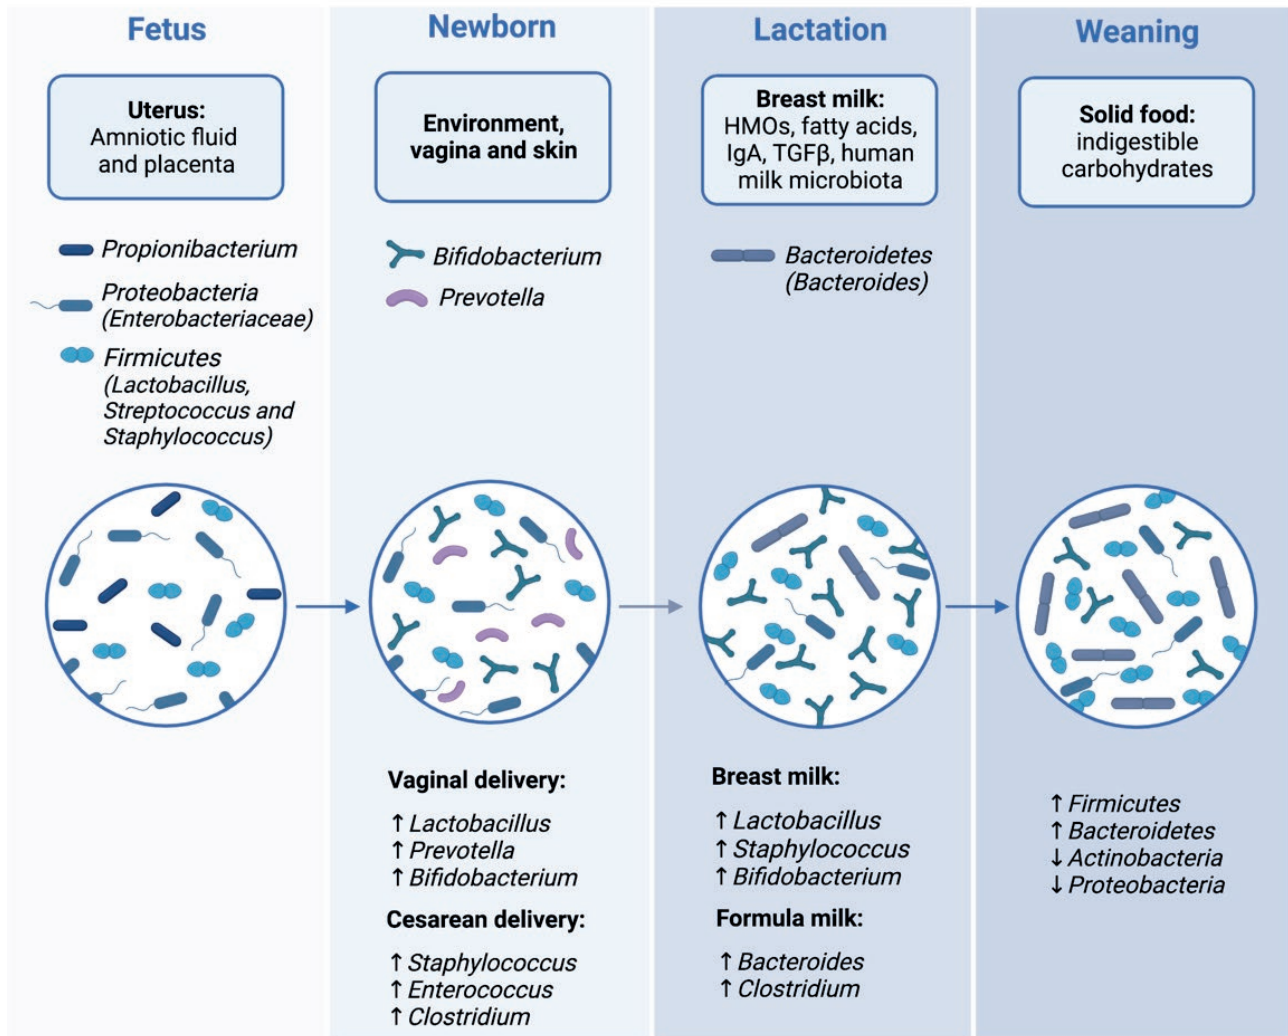 Fetus
Uterus:
Amniotic fluid
and placenta
Propionibacterium
Proteobacteria
(Enterobacteriaceae)
Firmicutes
(Lactobacillus,
Streptococcus and
Staphylococcus)
Newborn
Environment,
vagina and skin
Bifidobacterium
Prevotella
Vaginal delivery:
↑ Lactobacillus
↑ Prevotella
↑ Bifidobacterium
Cesarean delivery:
↑ Staphylococcus
↑ Enterococcus
↑ Clostridium
Lactation
Breast milk:
HMOs, fatty acids,
IgA, TGFβ, human
milk microbiota
Bacteroidetes
(Bacteroides)
Breast milk:
↑ Lactobacillus
↑ Staphylococcus
↑ Bifidobacterium
Formula milk:
↑ Bacteroides
↑ Clostridium
Weaning
Solid food:
indigestible
carbohydrates
↑ Firmicutes
↑ Bacteroidetes
↓ Actinobacteria
↓ Proteobacteria